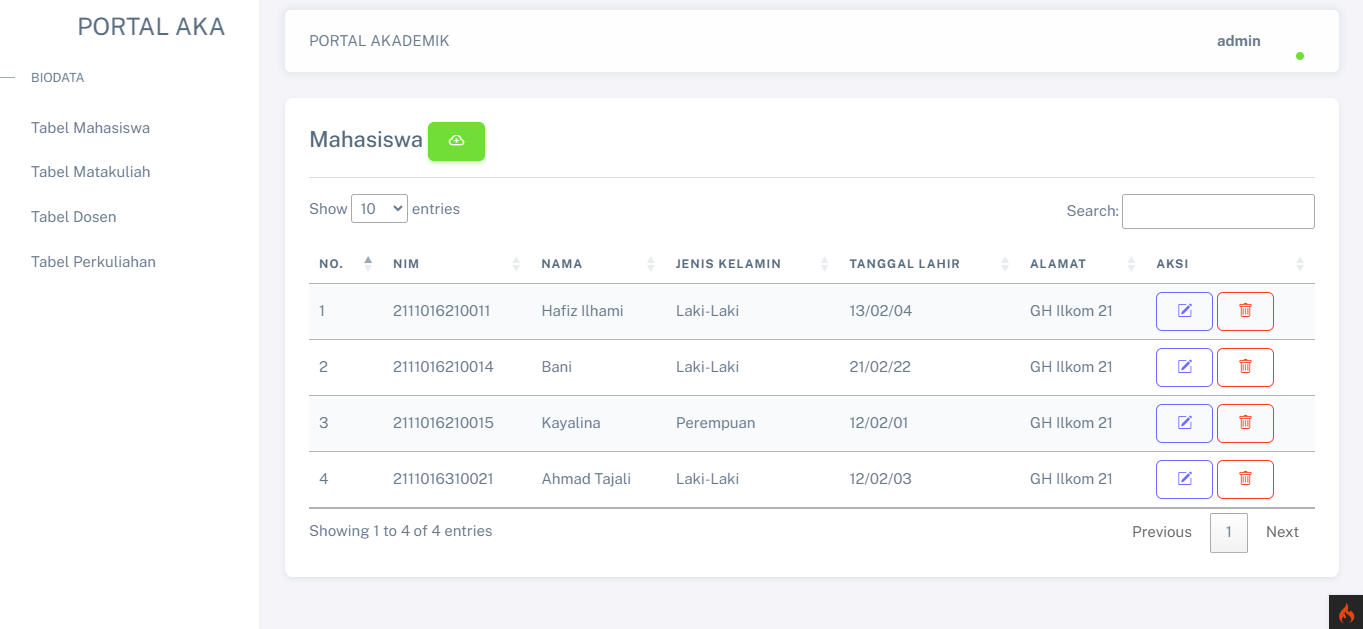 PORTAL AKA
BIODATA
Tabel Mahasiswa
Tabel Matakuliah
Tabel Dosen
Tabel Perkuliahan
PORTAL AKADEMIK admin
Mahasiswa
Show 10 entries Search:
NO. NIM NAMA JENIS KELAMIN TANGGAL LAHIR ALAMAT AKSI
1 2111016210011 Hafiz Ilhami Laki-Laki 13/02/04 GH Ilkom 21
2 2111016210014 Bani Laki-Laki 21/02/22 GH Ilkom 21
3 2111016210015 Kayalina Perempuan 12/02/01 GH Ilkom 21
4 2111016310021 Ahmad Tajali Laki-Laki 12/02/03 GH Ilkom 21
Showing 1 to 4 of 4 entries Previous 1 Next